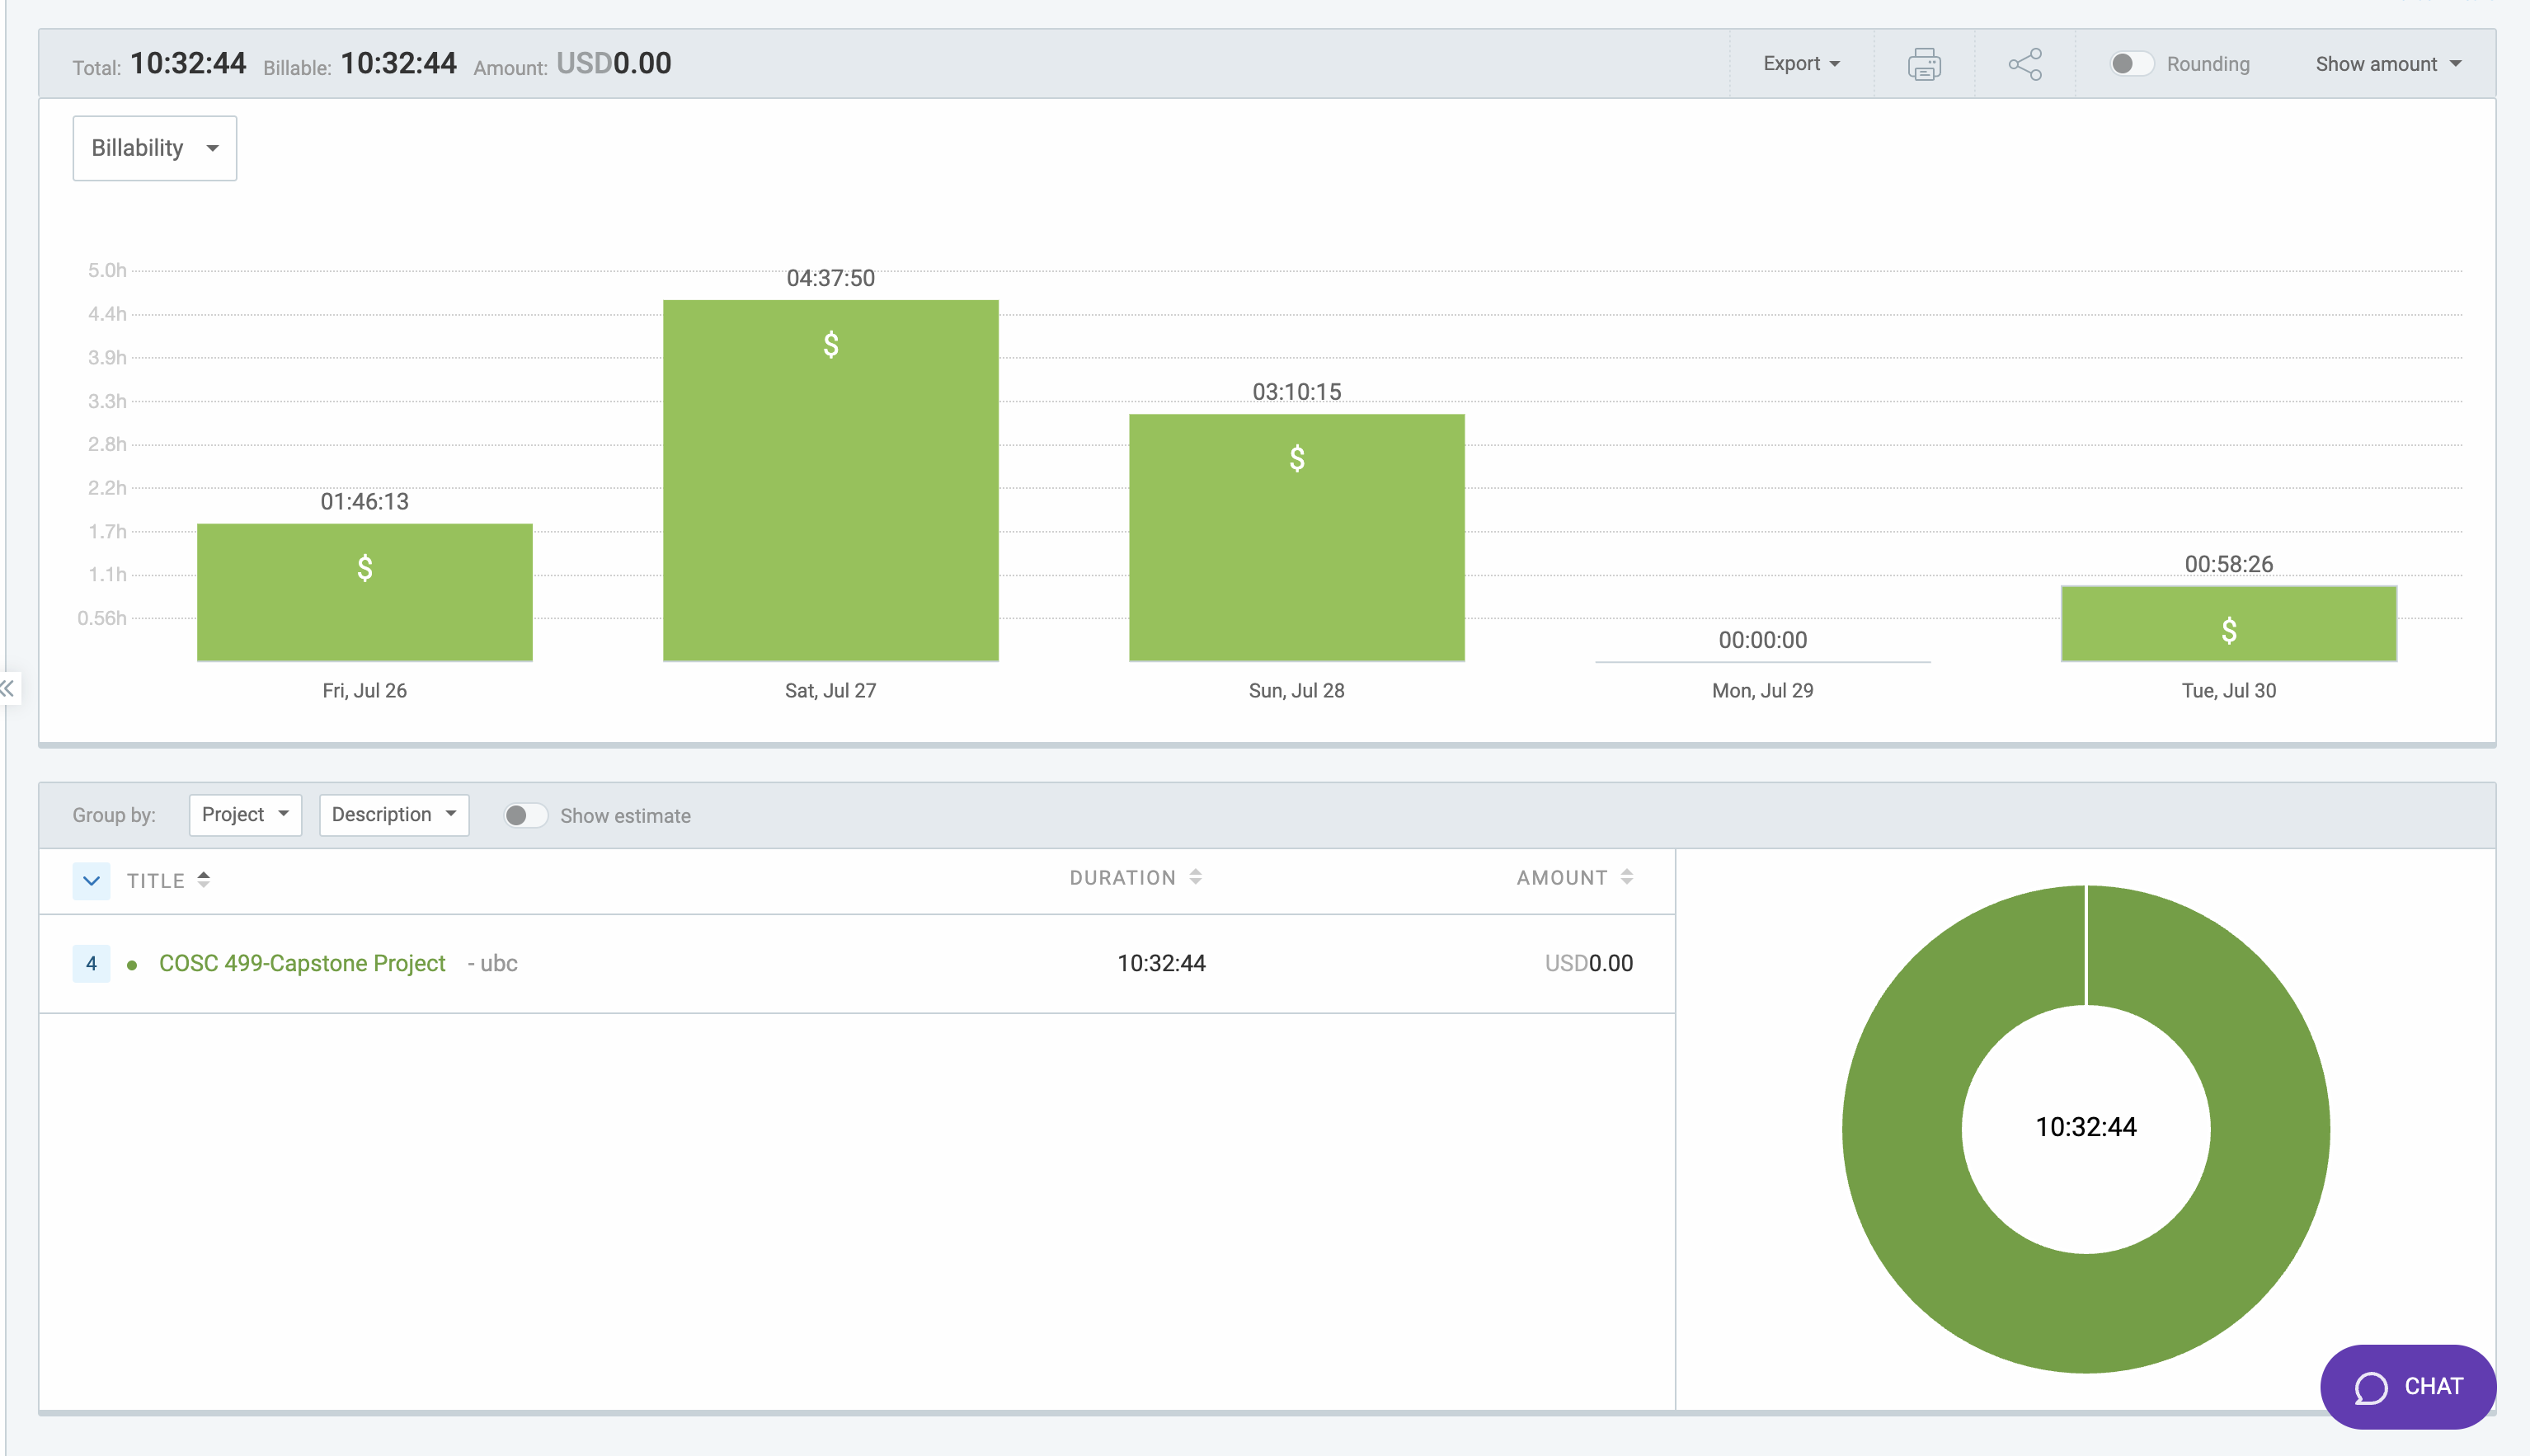 Total: 10:32:44 Billable: 10:32:44 Amount: USD0.00 Export Rounding Show amount
Billability
5.0h
04:37:50
4.4h
$
3.9h
03:10:15
3.3h
2.8h
$
2.2h
01:46:13
1.7h
$
1.1h
00:58:26
0.56h
$
00:00:00
Fri, Jul 26 Sat, Jul 27 Sun, Jul 28 Mon, Jul 29 Tue, Jul 30
Group by: Project Description Show estimate
TITLE DURATION AMOUNT
4 COSC 499-Capstone Project - ubc 10:32:44 USD0.00
10:32:44
CHAT